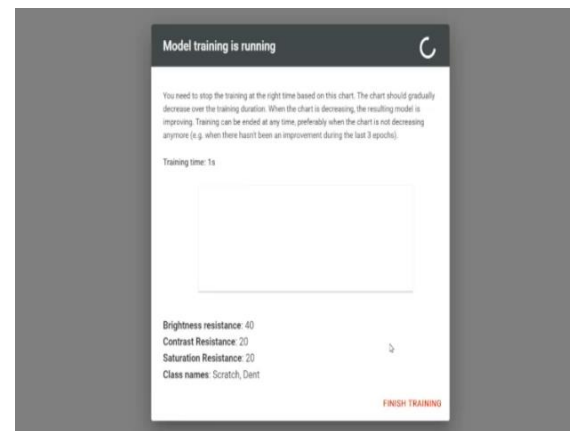 Model training is running
You need to stop the training at the right time based on this chart. The chart should gradually
decrease over the training duration. When the chart is decreasing, the resulting model is
improving. Training can be ended at any time, preferably when the chart is not decreasing
anymore (e.g. when there hasn't been an improvement during the last 3 epochs).
Training time: 1s
Brightness resistance: 40
Contrast Resistance: 20
Saturation Resistance: 20
Class names: Scratch, Dent
FINISH TRAINING